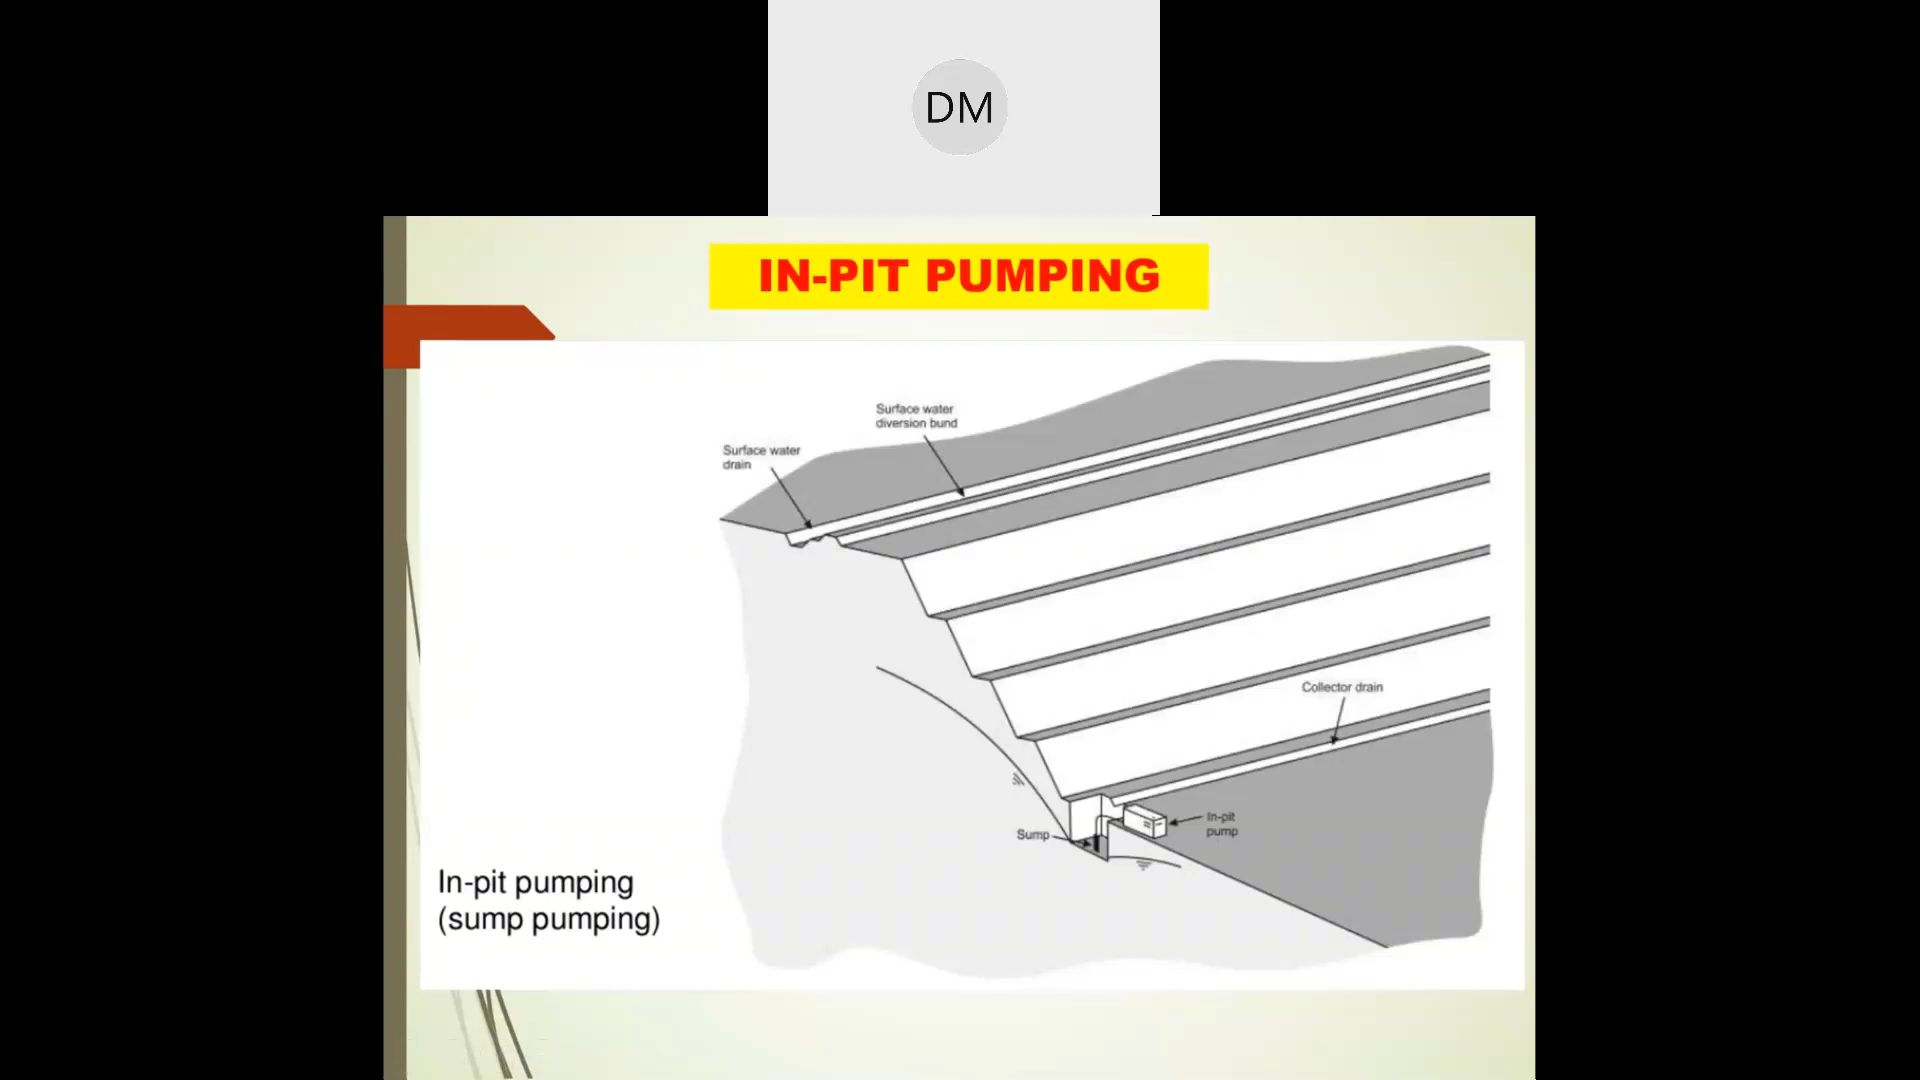 DM
IN-PIT PUMPING
Surface water
diversion bund
Surface water
drain
Collector drain
In-pit
pump
Sump
In-pit pumping
(sump pumping)